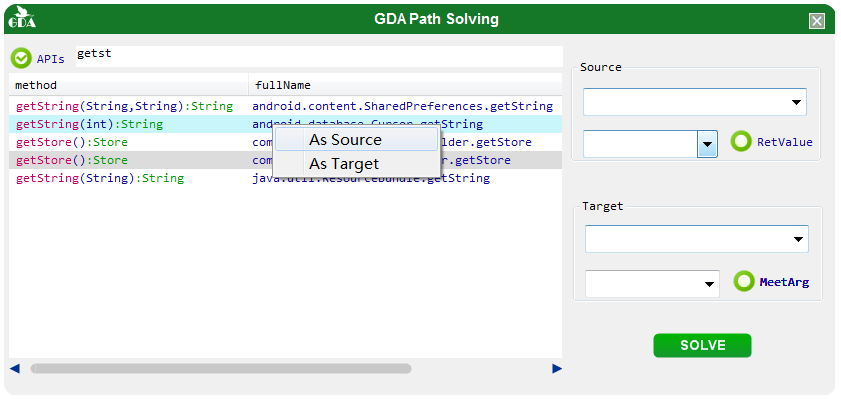 GDA
GDA Path Solving
APIs
getst
method fullName
getString(String,String):String android.content.SharedPreferences.getString
getString(int):String android.database.Cursor.getString
getStore():Store com lder.getStore
getStore():Store com r.getStore
getString(String):String java.util.ResourceBundle.getString
As Source
As Target
Source
RetValue
Target
MeetArg
SOLVE